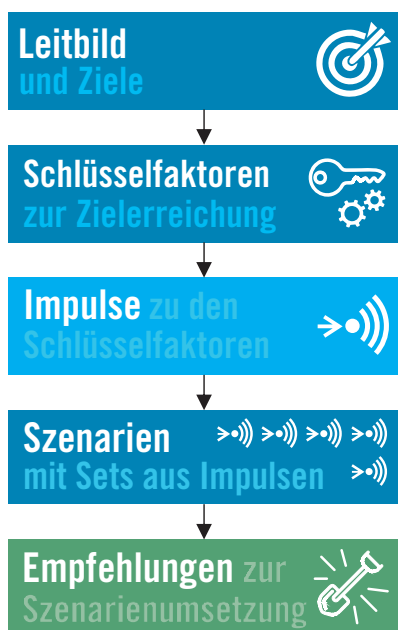 Leitbild
und Ziele
Schlüsselfaktoren
zur Zielerreichung
Impulse zu den
Schlüsselfaktoren
Szenarien
mit Sets aus Impulsen
Empfehlungen zur
Szenarienumsetzung